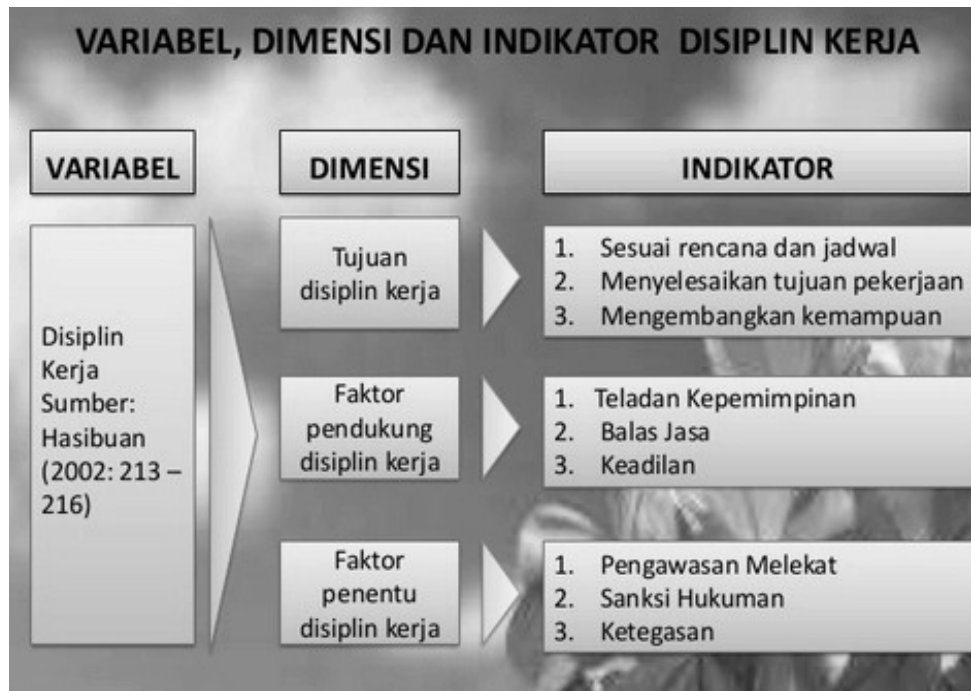 VARIABEL, DIMENSI DAN INDIKATOR DISIPLIN KERJA
VARIABEL
DIMENSI
INDIKATOR
Disiplin
Kerja
Sumber:
Hasibuan
(2002: 213 –
216)
Tujuan
disiplin kerja
1. Sesuai rencana dan jadwal
2. Menyelesaikan tujuan pekerjaan
3. Mengembangkan kemampuan
Faktor
pendukung
disiplin kerja
1. Teladan Kepemimpinan
2. Balas Jasa
3. Keadilan
Faktor
penentu
disiplin kerja
1. Pengawasan Melekat
2. Sanksi Hukuman
3. Ketegasan